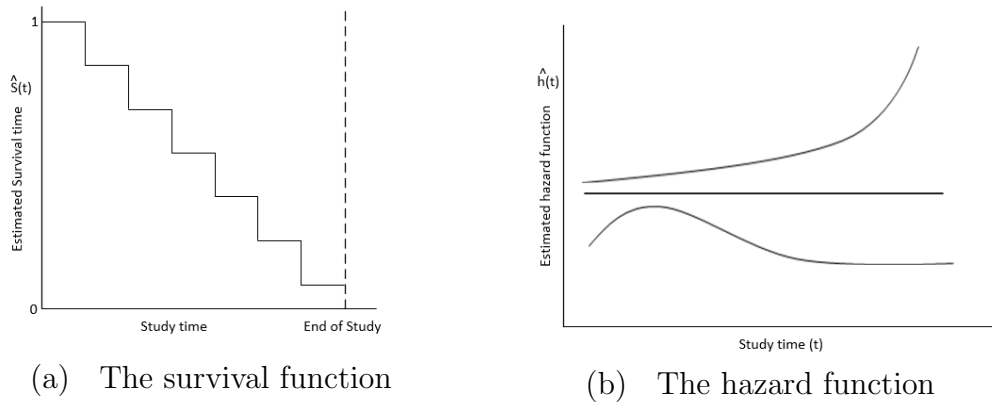 1
Ŝ(t)
Estimated Survival time
0
Study time
End of Study
(a) The survival function
ĥ(t)
Estimated hazard function
Study time (t)
(b) The hazard function